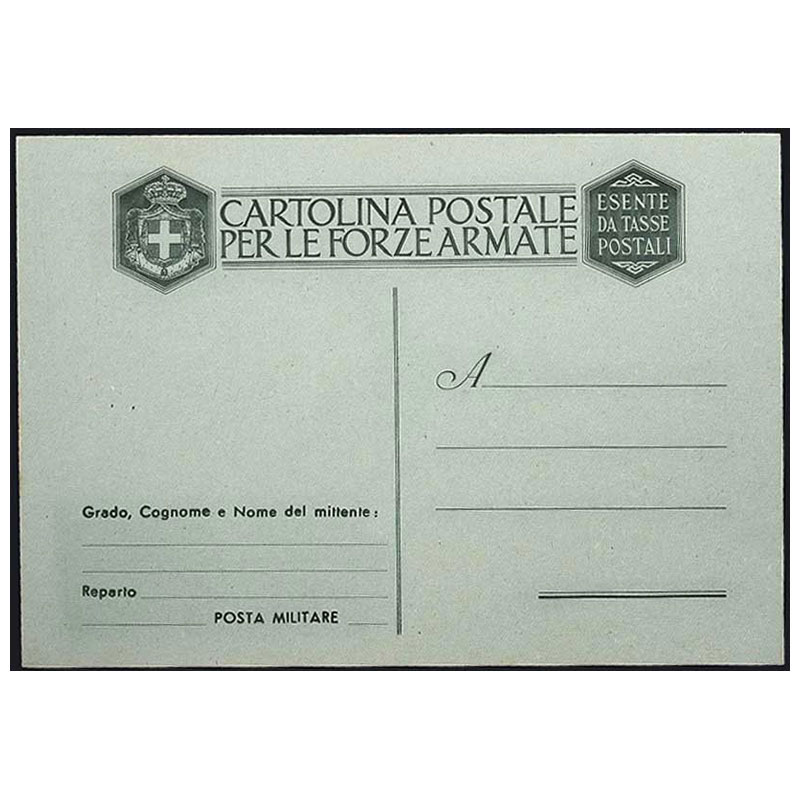 CARTOLINA POSTALE
PER LE FORZE ARMATE
ESENTE
DA TASSE
POSTALI
A
Grado, Cognome e Nome del mittente:
Reparto
POSTA MILITARE